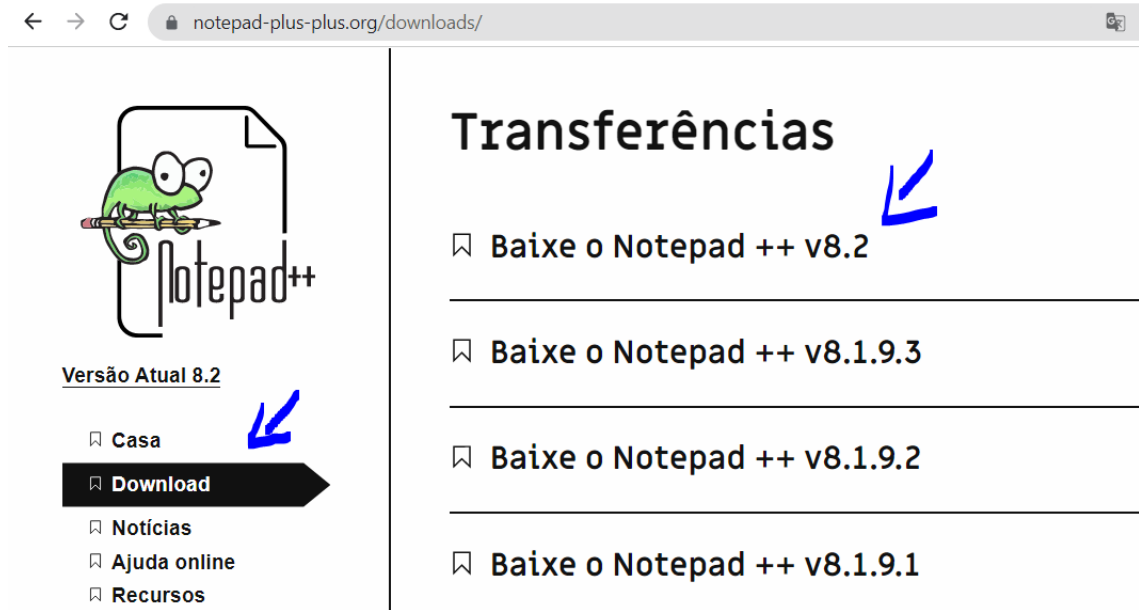 notepad-plus-plus.org/downloads/
Notepad++
Versão Atual 8.2
Casa
Download
Notícias
Ajuda online
Recursos
Transferências
Baixe o Notepad ++ v8.2
Baixe o Notepad ++ v8.1.9.3
Baixe o Notepad ++ v8.1.9.2
Baixe o Notepad ++ v8.1.9.1